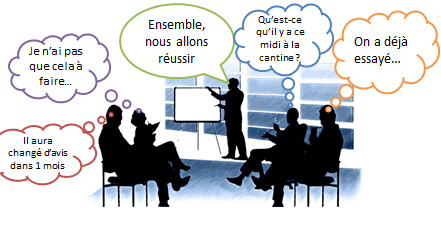 Je n'ai pas
que cela à
faire…
Ensemble,
nous allons
réussir
Qu'est-ce
qu'il y a ce
midi à la
cantine ?
On a déjà
essayé…
Il aura
changé d'avis
dans 1 mois